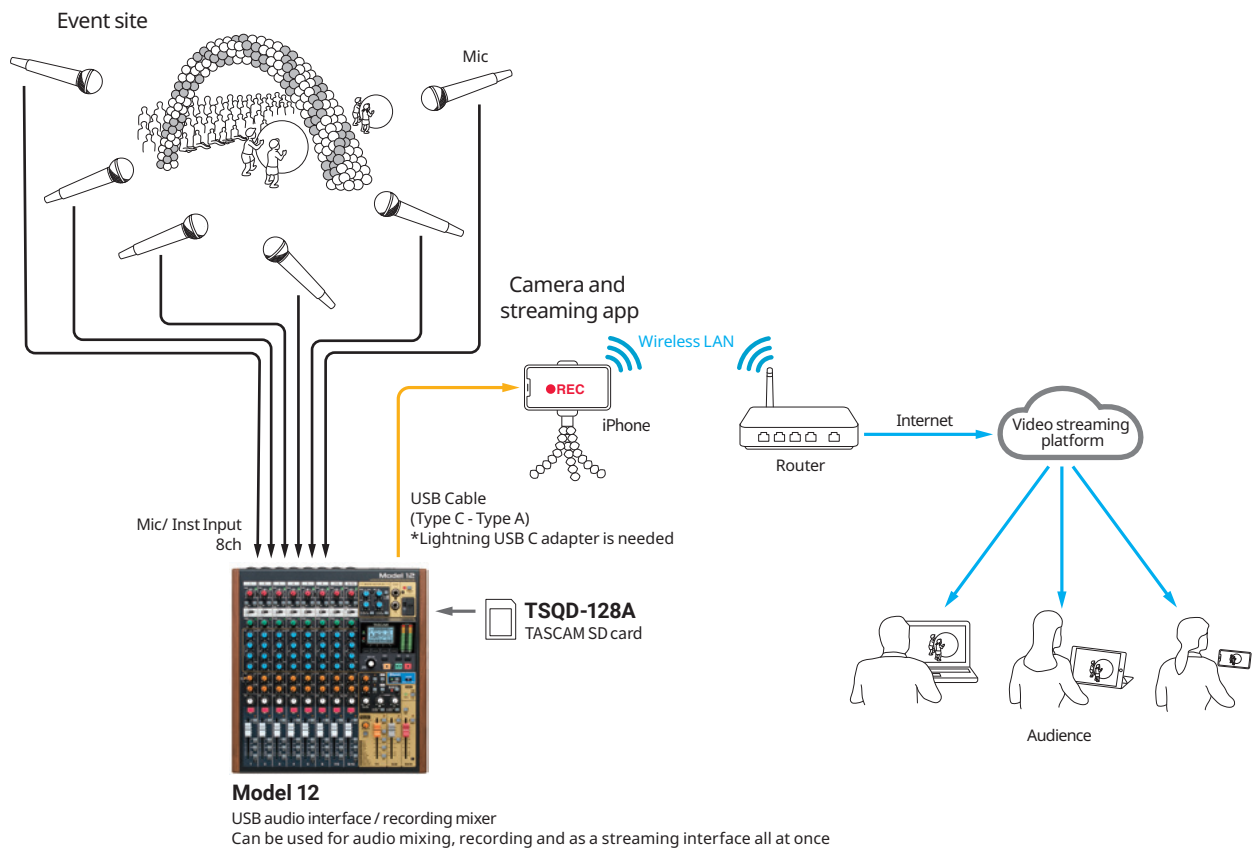 Event site
Mic
Camera and
streaming app
Wireless LAN
REC
iPhone
Router
Internet
Video streaming
platform
Mic/ Inst Input
8ch
USB Cable
(Type C - Type A)
*Lightning USB C adapter is needed
Model 12
TSQD-128A
TASCAM SD card
Audience
Model 12
USB audio interface / recording mixer
Can be used for audio mixing, recording and as a streaming interface all at once